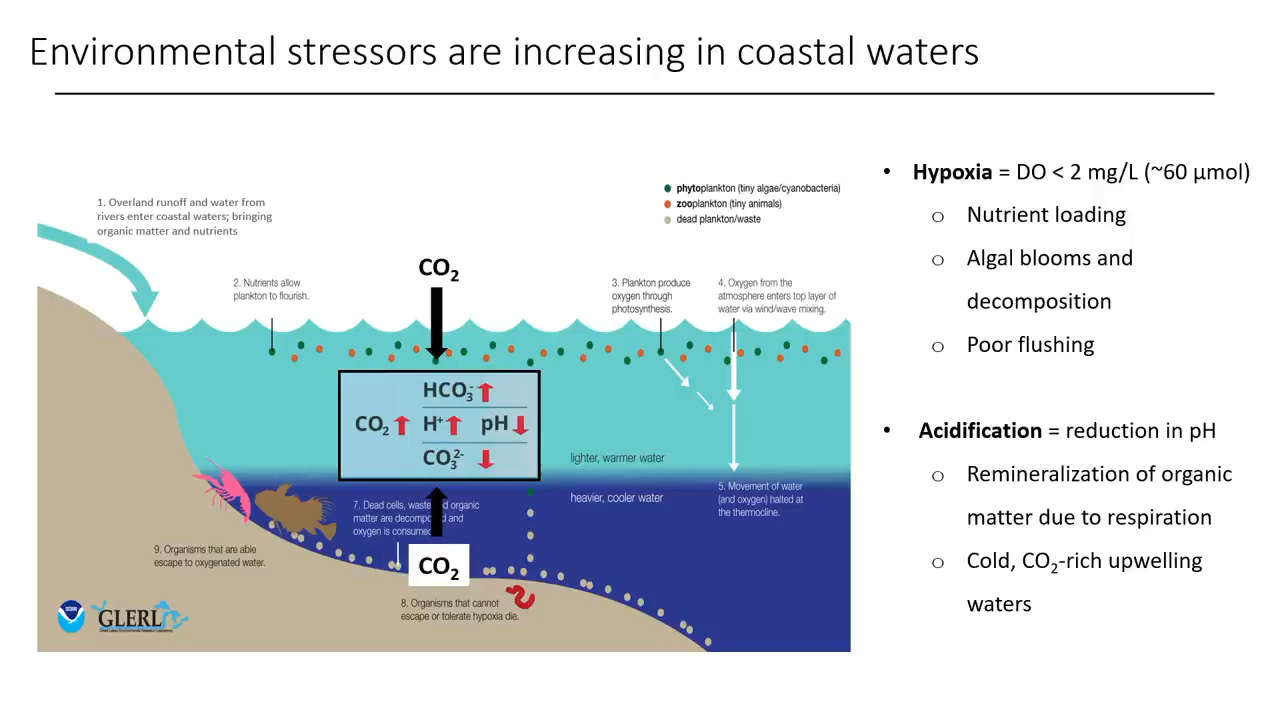 Environmental stressors are increasing in coastal waters
1. Overland runoff and water from
rivers enter coastal waters; bringing
organic matter and nutrients
2. Nutrients allow
plankton to flourish.
CO₂
phytoplankton (tiny algae/cyanobacteria)
zooplankton (tiny animals)
dead plankton/waste
3. Plankton produce
oxygen through
photosynthesis.
4. Oxygen from the
atmosphere enters top layer of
water via wind/wave mixing.
HCO₃⁻
CO₂ H⁺ pH
CO₃²⁻
lighter, warmer water
heavier, cooler water
5. Movement of water
(and oxygen) halted at
the thermocline.
7. Dead cells, waste and organic
matter are decompo and
oxygen is consumed
9. Organisms that are able
escape to oxygenated water.
CO₂
8. Organisms that cannot
escape or tolerate hypoxia die.
NOAA
GLERL
Great Lakes Environmental Research Laboratory
• Hypoxia = DO < 2 mg/L (~60 µmol)
o Nutrient loading
o Algal blooms and
decomposition
o Poor flushing
• Acidification = reduction in pH
o Remineralization of organic
matter due to respiration
o Cold, CO₂-rich upwelling
waters